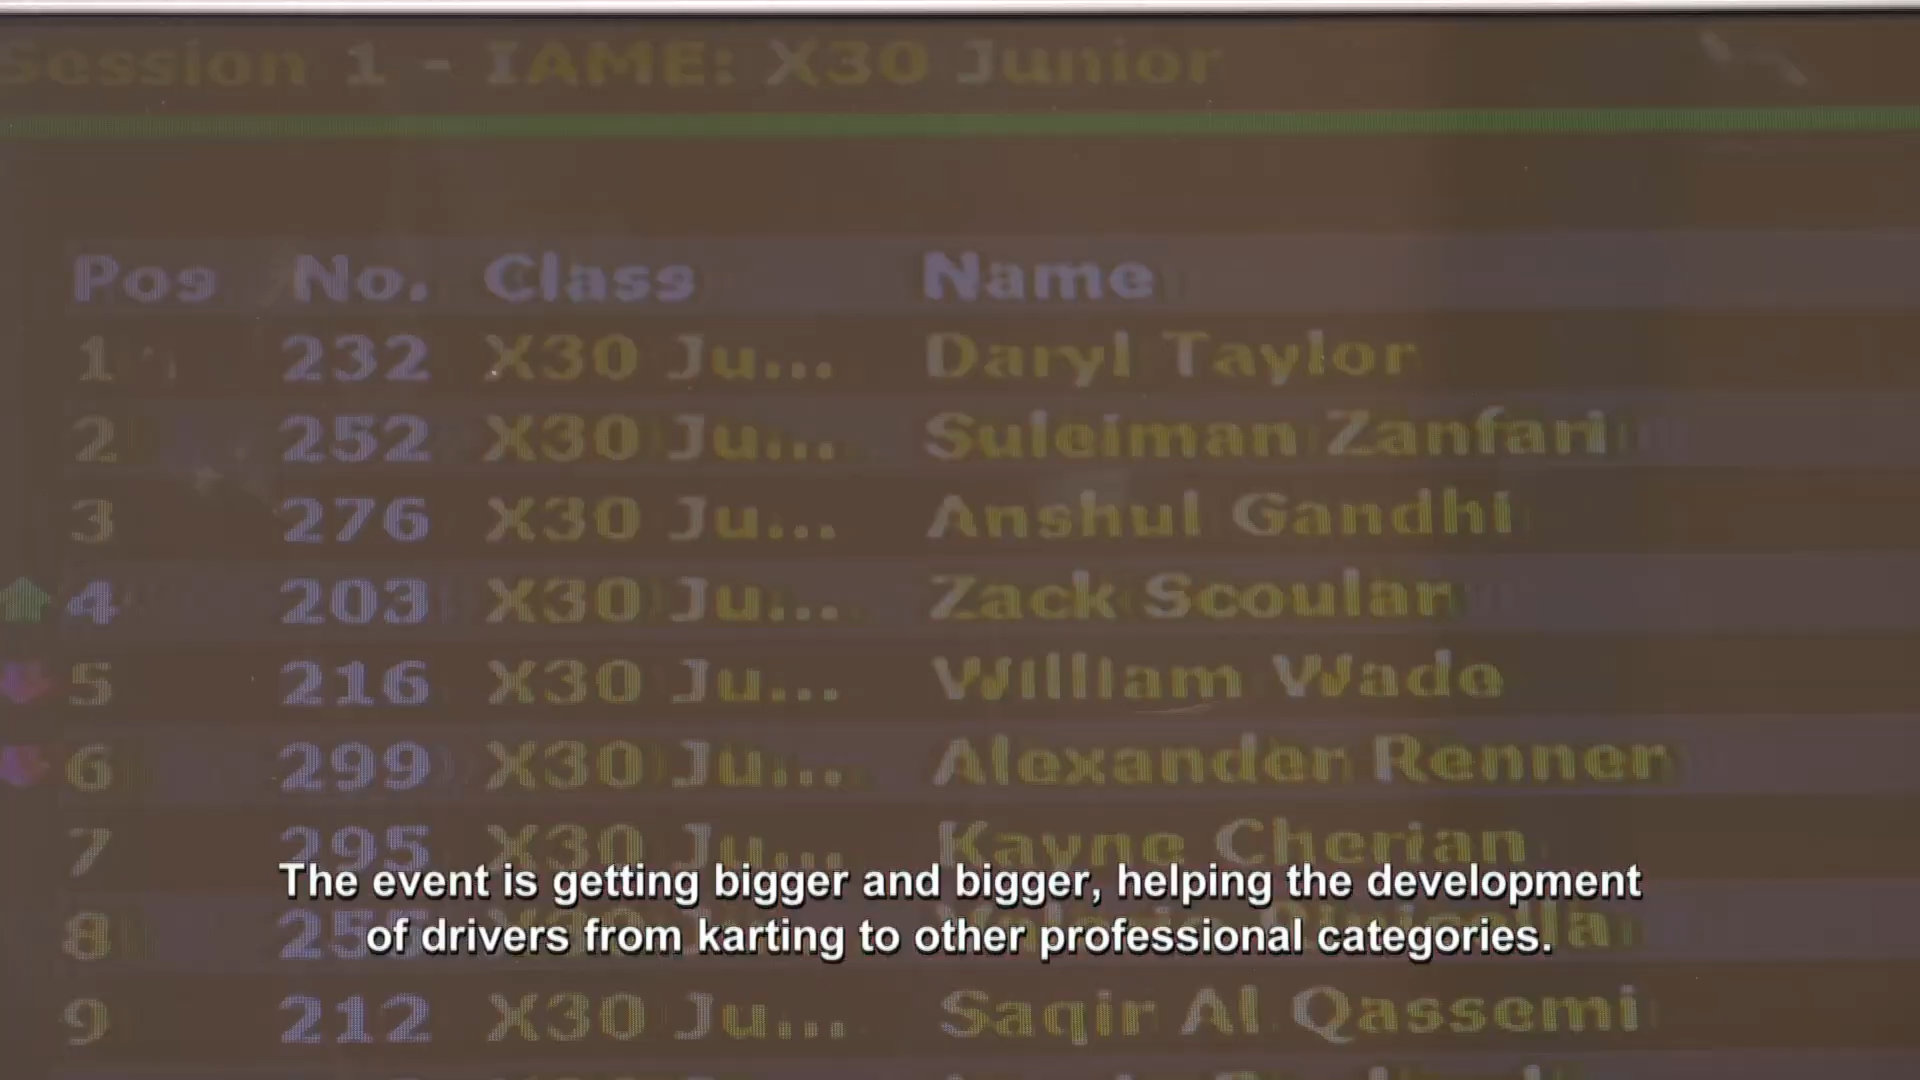 Session 1 - IAME: X30 Junior
Pos No. Class Name
1 232 X30 Ju... Daryl Taylor
2 252 X30 Ju... Suleiman Zanfari
3 276 X30 Ju... Anshul Gandhi
4 203 X30 Ju... Zack Scoular
5 216 X30 Ju... William Wade
6 299 X30 Ju... Alexander Renner
7 295 X30 Ju... Kayne Cherian
The event is getting bigger and bigger, helping the development
8 X30 Ju...
of drivers from karting to other professional categories.
9 212 X30 Ju... Saqir Al Qassemi